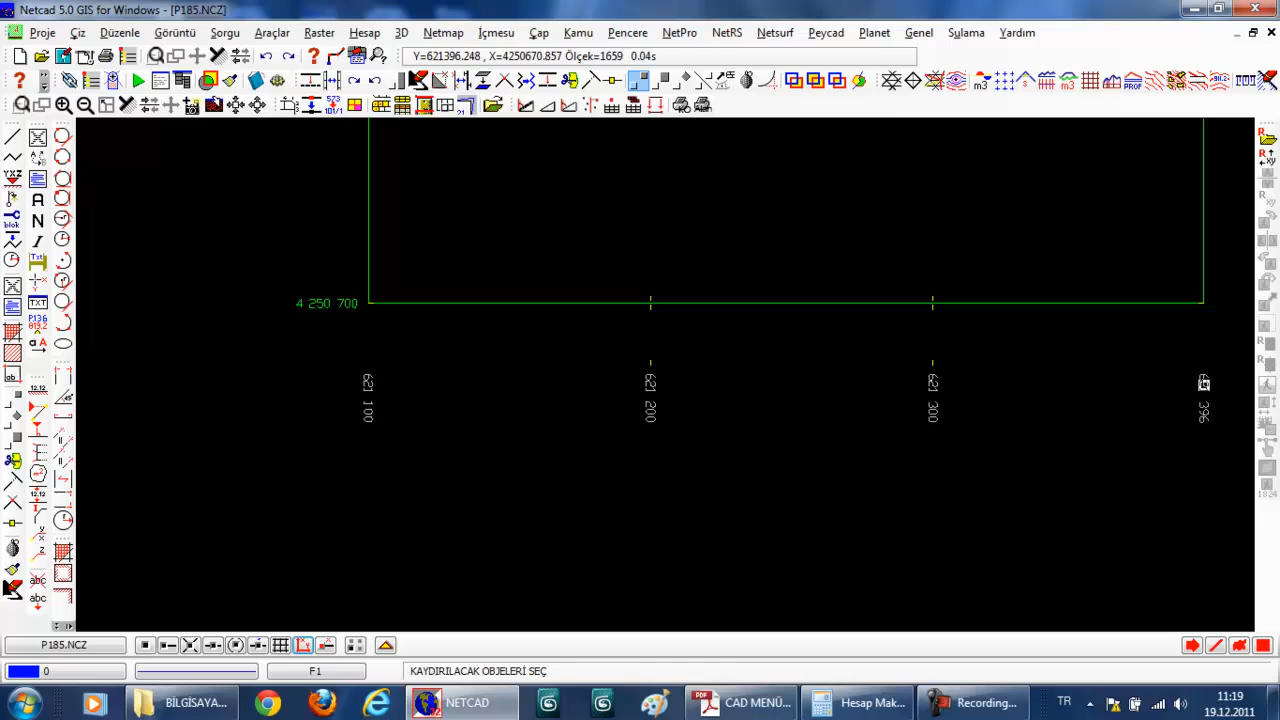 Netcad 5.0 GIS for Windows - [P185.NCZ]
Proje Çiz Düzenle Görüntü Sorgu Araçlar Raster Hesap 3D Netmap İçmesu Çap Kamu Pencere NetPro NetRS Netsurf Peycad Planet Genel Sulama Yardım
Y=621396.248 , X=4250670.857 Ölçek=1659 0.04s
4 250 700
621 100
621 200
621 300
396
P185.NCZ
0
F1
KAYDIRILACAK OBJELERİ SEÇ
BİLGİSAYA...
NETCAD
CAD MENÜ...
Hesap Mak...
Recording...
TR
11:19
19.12.2011